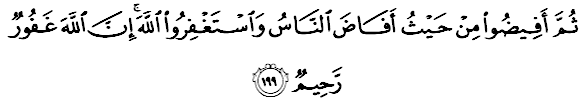 ثُمَّ أَفِيضُوا۟ مِنْ حَيْثُ أَفَاضَ ٱلنَّاسُ وَٱسْتَغْفِرُوا۟ ٱللَّهَ ۚ إِنَّ ٱللَّهَ غَفُورٌۭ
رَّحِيمٌۭ ﴿١٩٩﴾